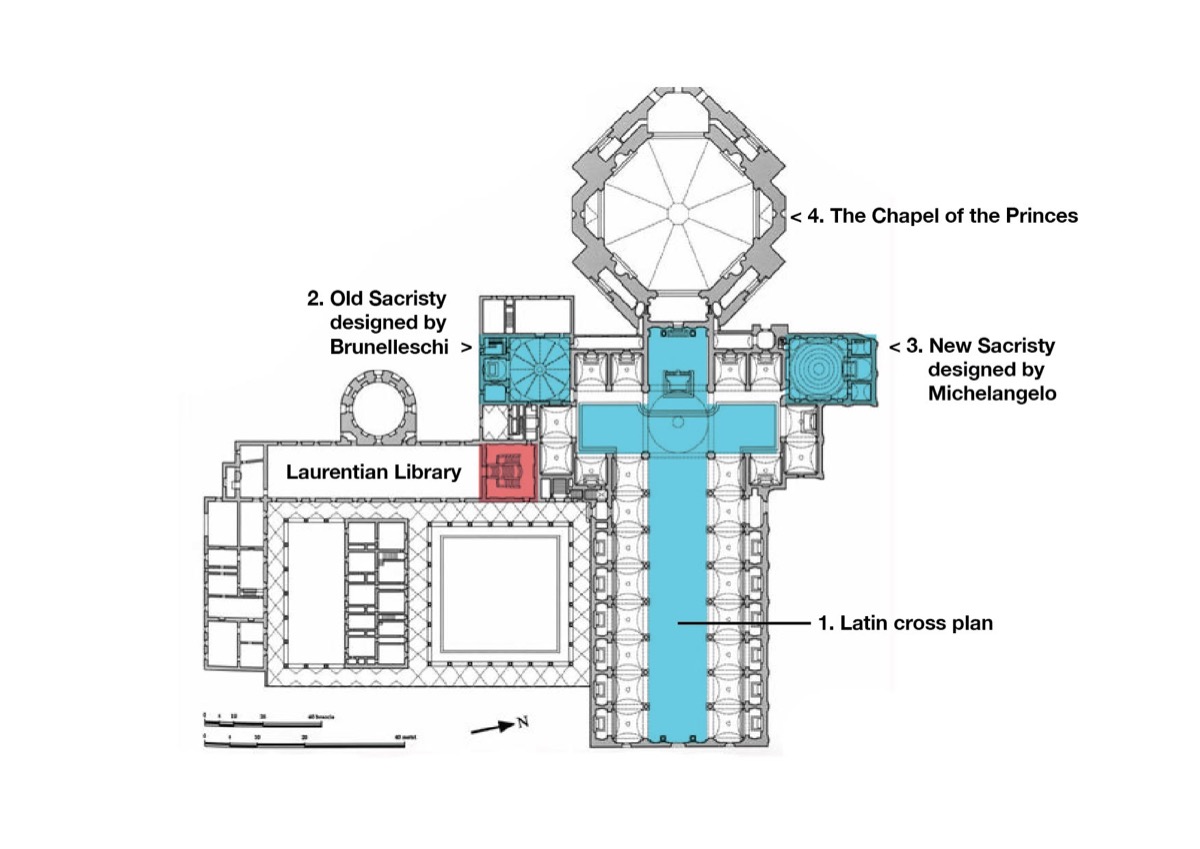 < 4. The Chapel of the Princes
2. Old Sacristy
designed by
Brunelleschi >
< 3. New Sacristy
designed by
Michelangelo
Laurentian Library
1. Latin cross plan
N